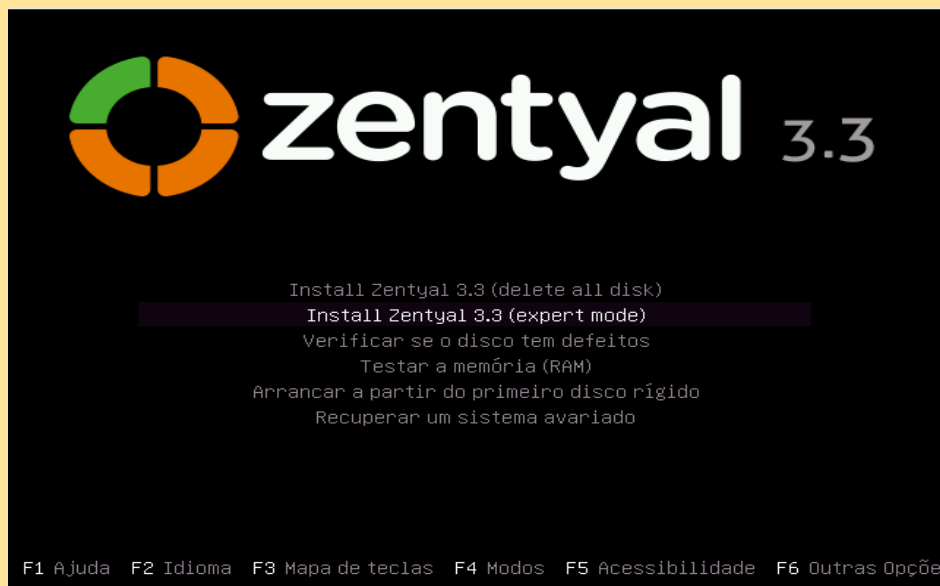 zentyal 3.3
Install Zentyal 3.3 (delete all disk)
Install Zentyal 3.3 (expert mode)
Verificar se o disco tem defeitos
Testar a memória (RAM)
Arrancar a partir do primeiro disco rígido
Recuperar um sistema avariado
F1 Ajuda F2 Idioma F3 Mapa de teclas F4 Modos F5 Acessibilidade F6 Outras Opçõe